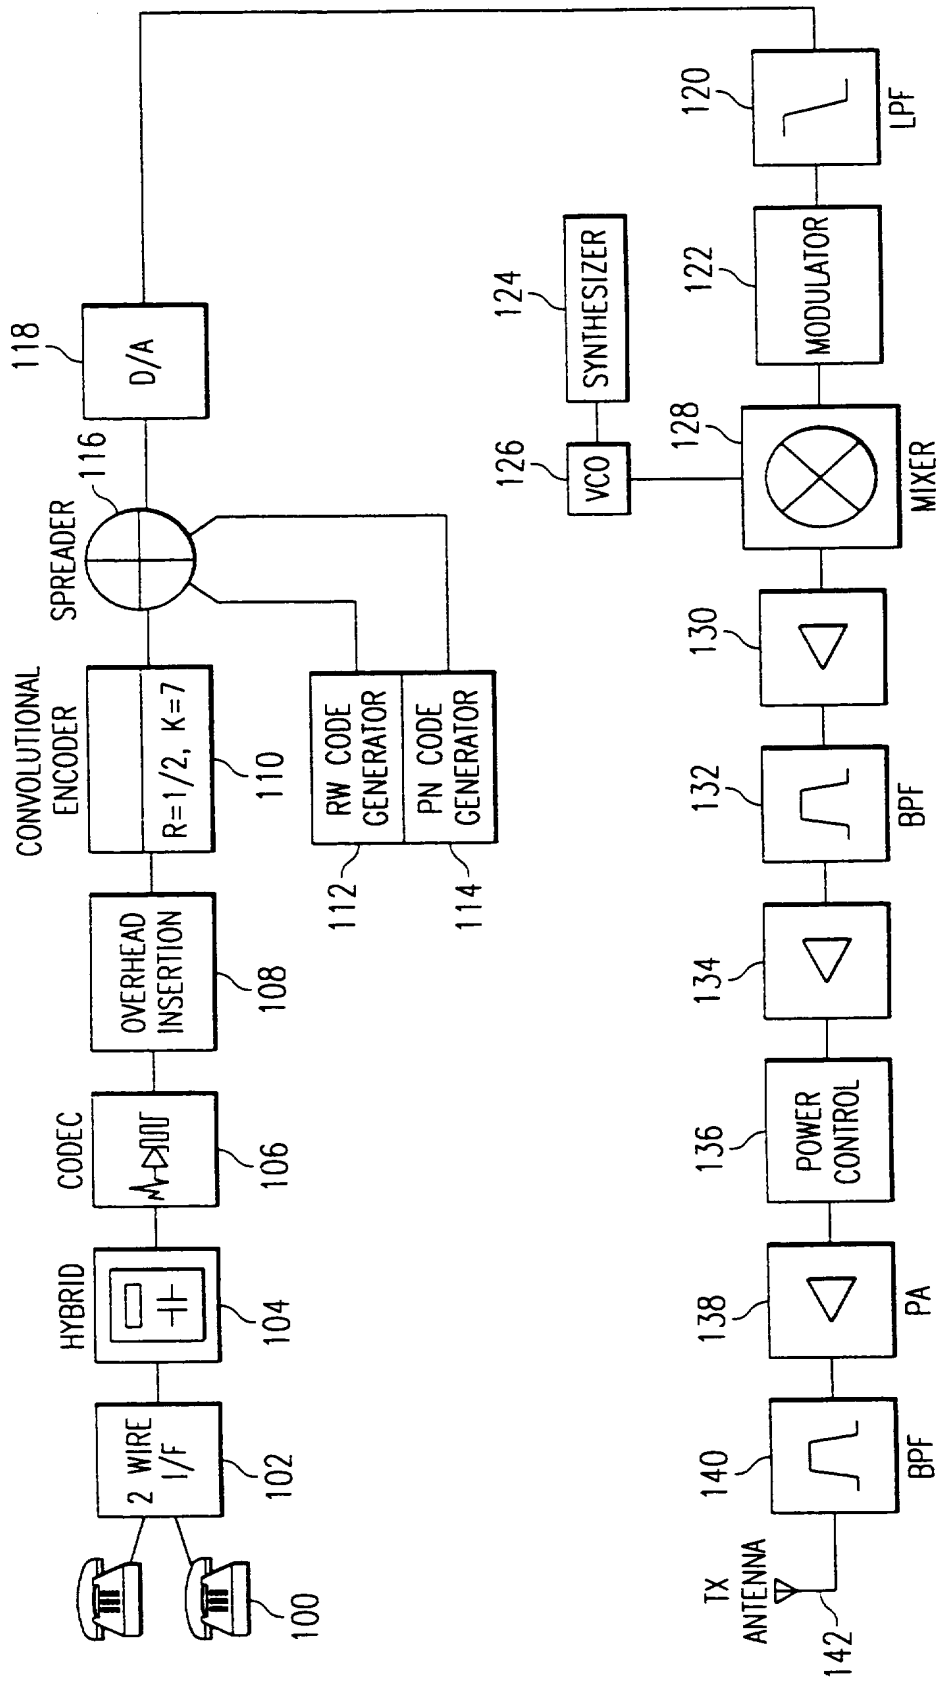 118
D/A
SPREADER
116
CONVOLUTIONAL
ENCODER
R=1/2, K=7
110
OVERHEAD
INSERTION
108
CODEC
106
HYBRID
104
2 WIRE
I/F
102
100
RW CODE
GENERATOR
PN CODE
GENERATOR
112
114
124
SYNTHESIZER
126
VCO
120
LPF
122
MODULATOR
128
MIXER
130
132
BPF
134
136
POWER
CONTROL
138
PA
140
BPF
TX
ANTENNA
142